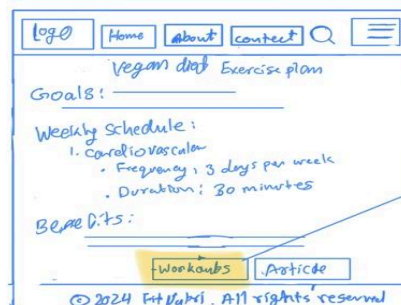 logo Home About contect
Vegan diet Exercise plan
Goals:
Weekly Schedule:
1. Cardiovascular
• Frequency: 3 days per week
• Duration: 30 minutes
Benefits:
Workouts Article
© 2024 FitNutri. All rights reserved